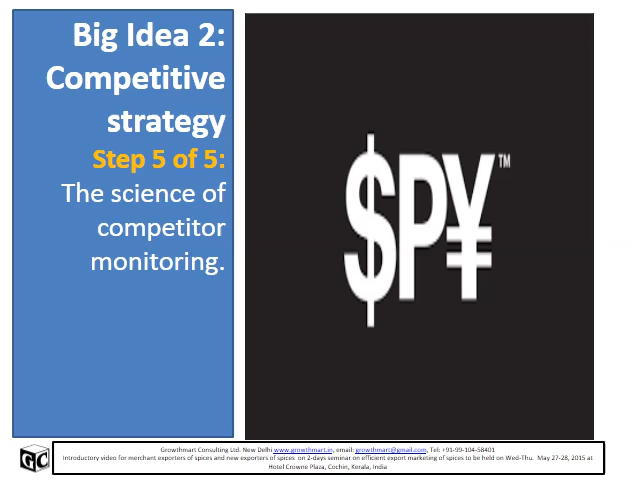 Big Idea 2:
Competitive
strategy
Step 5 of 5:
The science of
competitor
monitoring.
$P¥™
GC
Growthmart Consulting Ltd. New Delhi www.growthmart.in, email: growthmart@gmail.com, Tel: +91-99-104-58401
Introductory video for merchant exporters of spices and new exporters of spices on 2-days seminar on efficient export marketing of spices to be held on Wed-Thu. May 27-28, 2015 at
Hotel Crowne Plaza, Cochin, Kerala, India